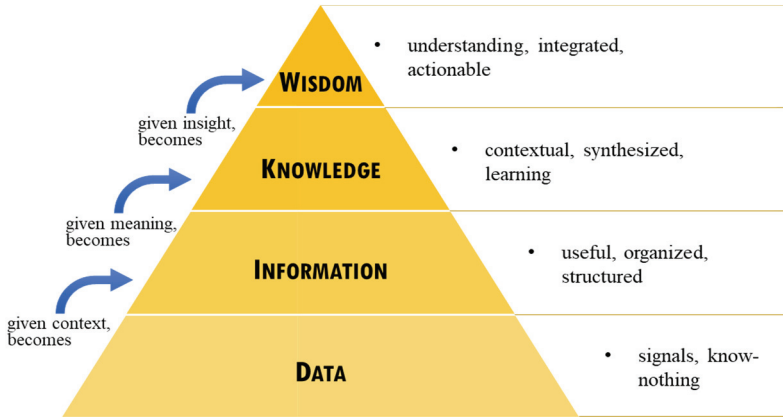 WISDOM
• understanding, integrated,
actionable
given insight,
becomes
KNOWLEDGE
• contextual, synthesized,
learning
given meaning,
becomes
INFORMATION
• useful, organized,
structured
given context,
becomes
DATA
• signals, know-
nothing